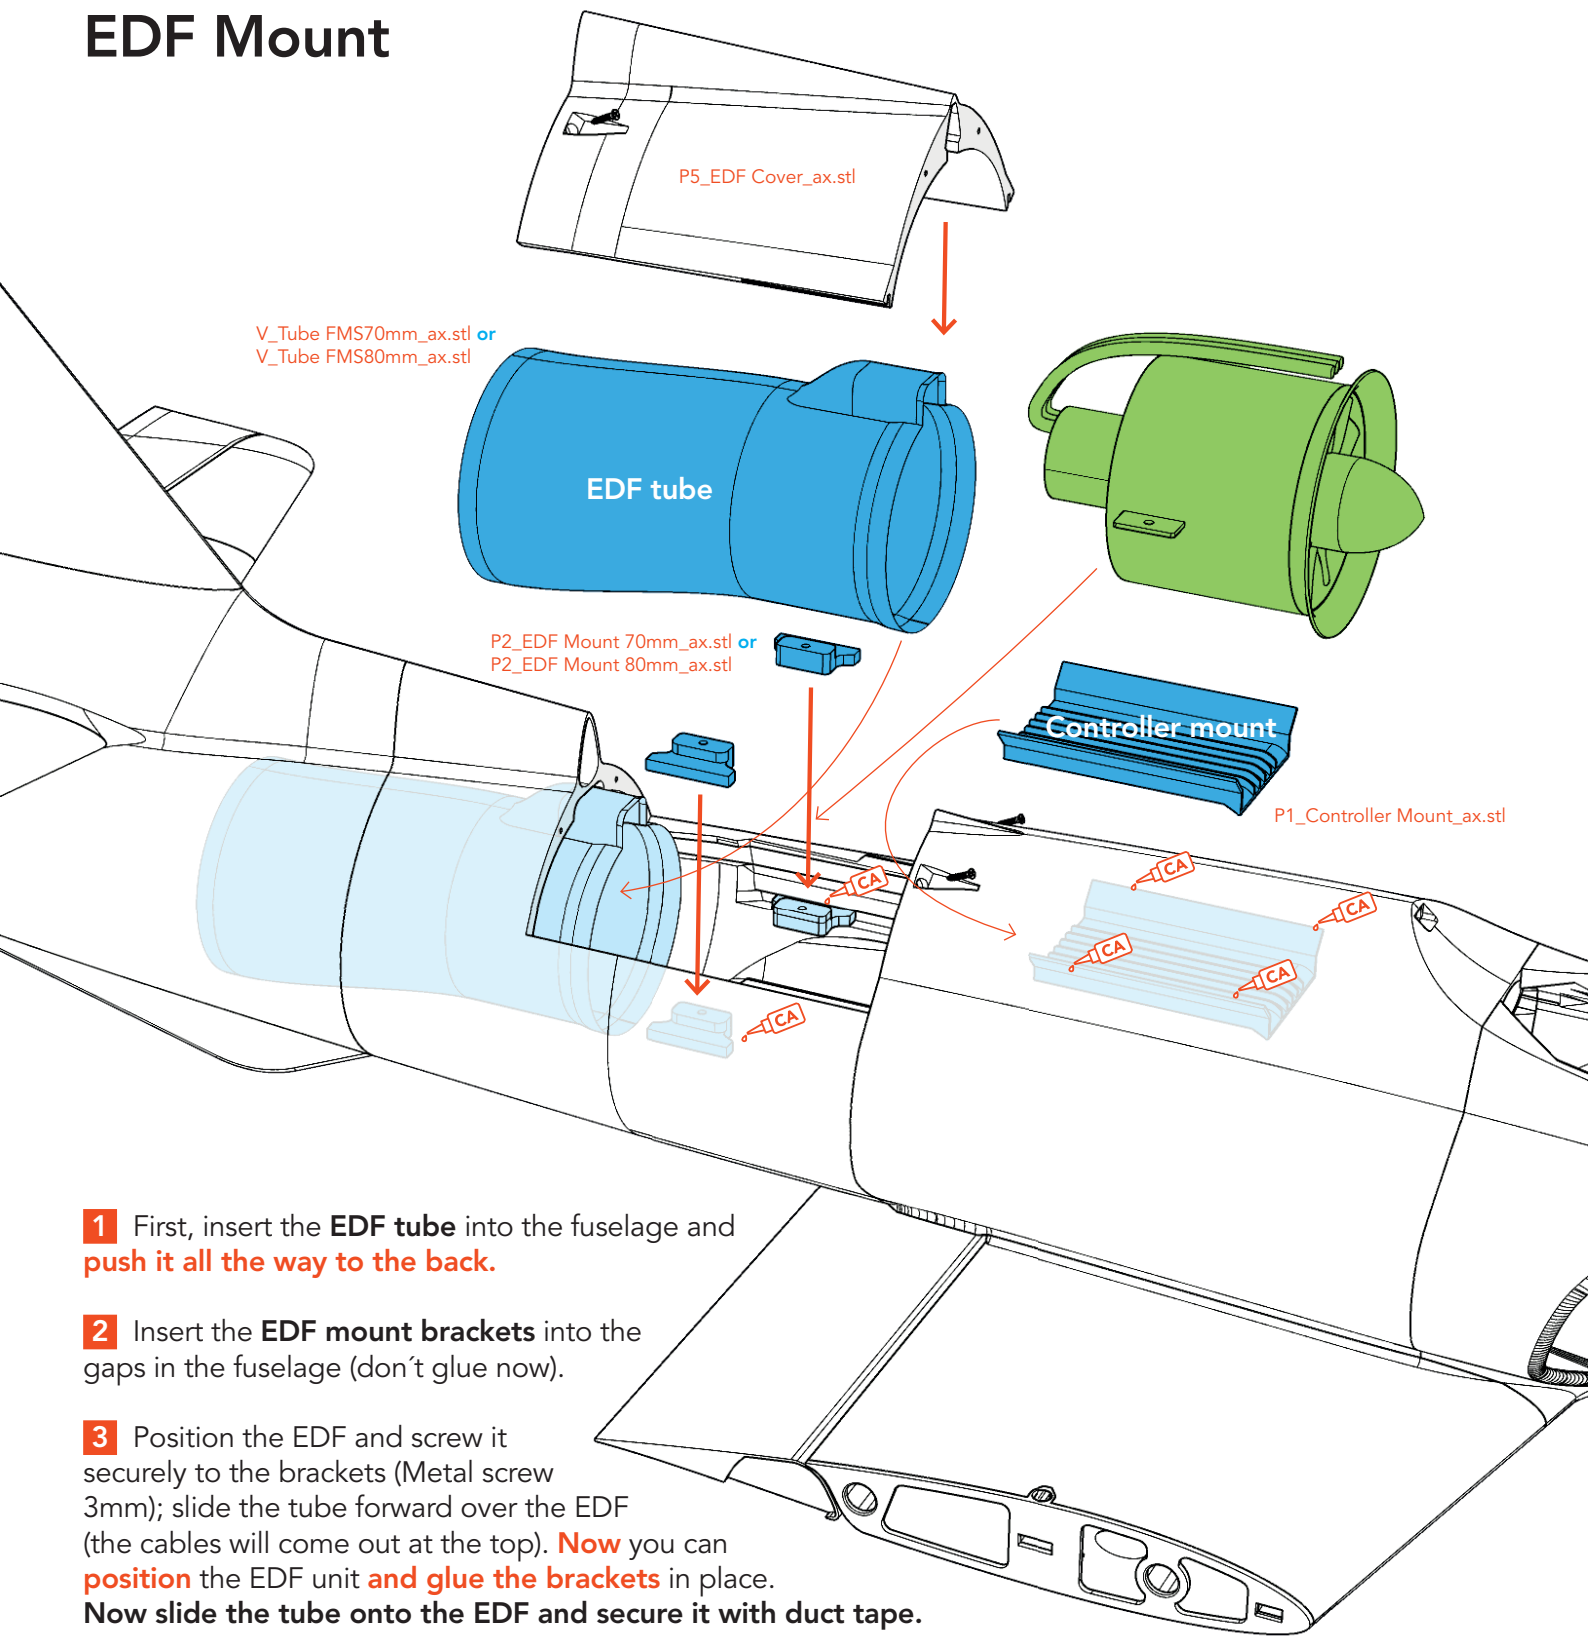 EDF Mount
P5_EDF Cover_ax.stl
V_Tube FMS70mm_ax.stl or
V_Tube FMS80mm_ax.stl
EDF tube
P2_EDF Mount 70mm_ax.stl or
P2_EDF Mount 80mm_ax.stl
Controller mount
P1_Controller Mount_ax.stl
CA
CA
CA
CA
CA
CA
1 First, insert the EDF tube into the fuselage and
push it all the way to the back.
2 Insert the EDF mount brackets into the
gaps in the fuselage (don´t glue now).
3 Position the EDF and screw it
securely to the brackets (Metal screw
3mm); slide the tube forward over the EDF
(the cables will come out at the top). Now you can
position the EDF unit and glue the brackets in place.
Now slide the tube onto the EDF and secure it with duct tape.